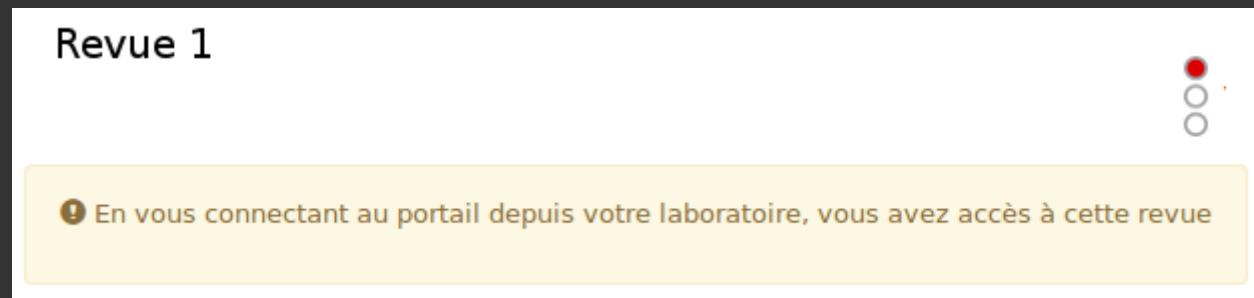 Revue 1
En vous connectant au portail depuis votre laboratoire, vous avez accès à cette revue